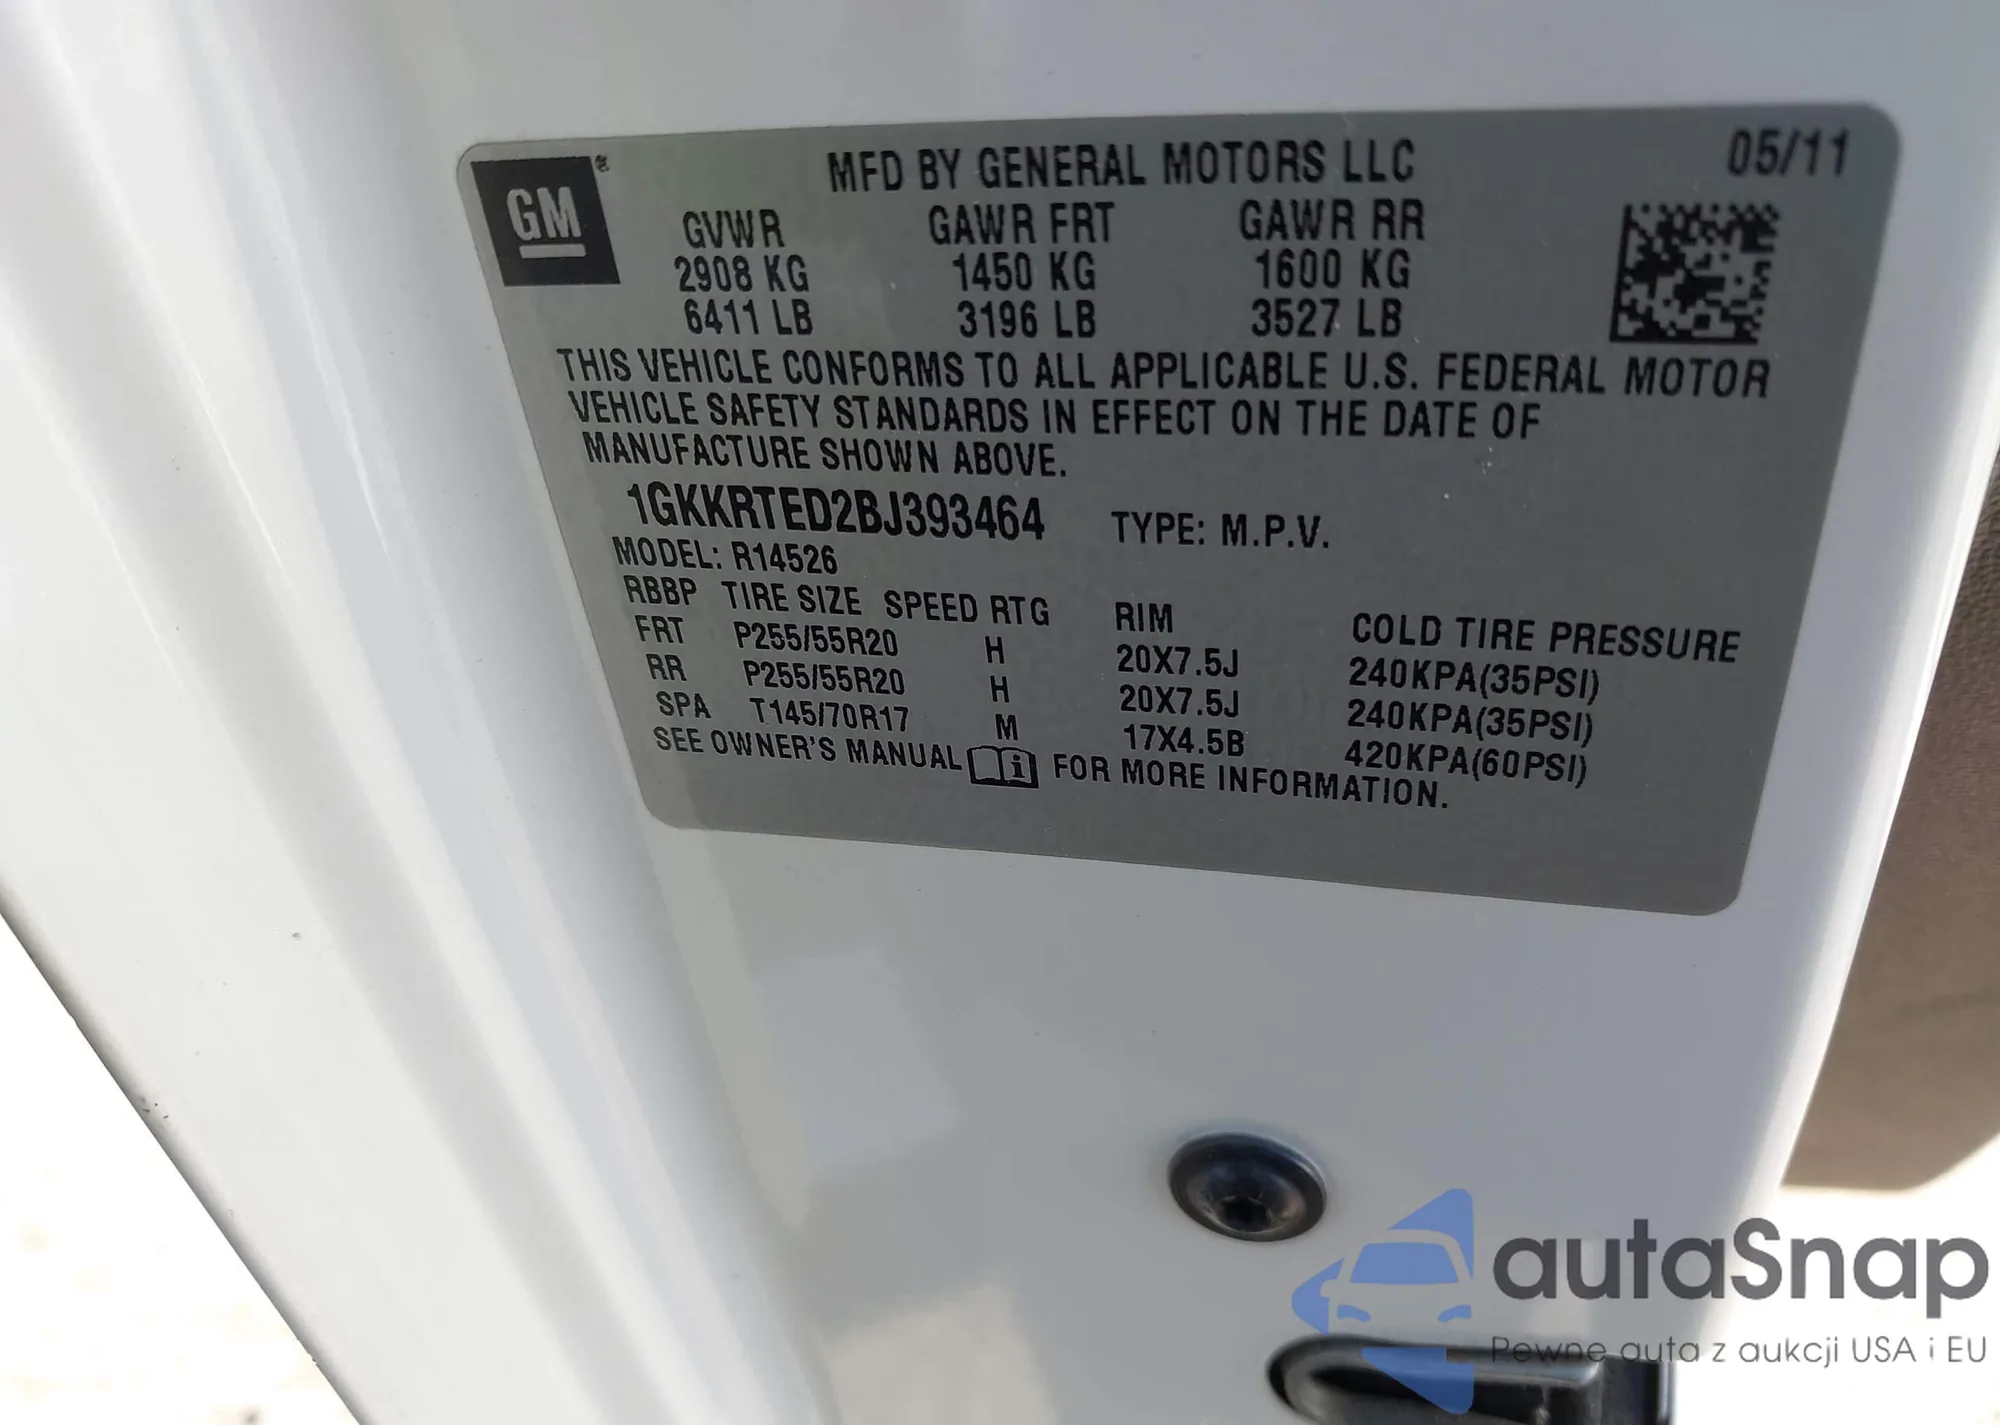 GM
MFD BY GENERAL MOTORS LLC 05/11
GVWR GAWR FRT GAWR RR
2908 KG 1450 KG 1600 KG
6411 LB 3196 LB 3527 LB
THIS VEHICLE CONFORMS TO ALL APPLICABLE U.S. FEDERAL MOTOR
VEHICLE SAFETY STANDARDS IN EFFECT ON THE DATE OF
MANUFACTURE SHOWN ABOVE.
1GKKRTED2BJ393464 TYPE: M.P.V.
MODEL: R14526
RBBP TIRE SIZE SPEED RTG RIM COLD TIRE PRESSURE
FRT P255/55R20 H 20X7.5J 240KPA(35PSI)
RR P255/55R20 H 20X7.5J 240KPA(35PSI)
SPA T145/70R17 M 17X4.5B 420KPA(60PSI)
SEE OWNER'S MANUAL i FOR MORE INFORMATION.
autaSnap
Pewne auta z aukcji USA i EU